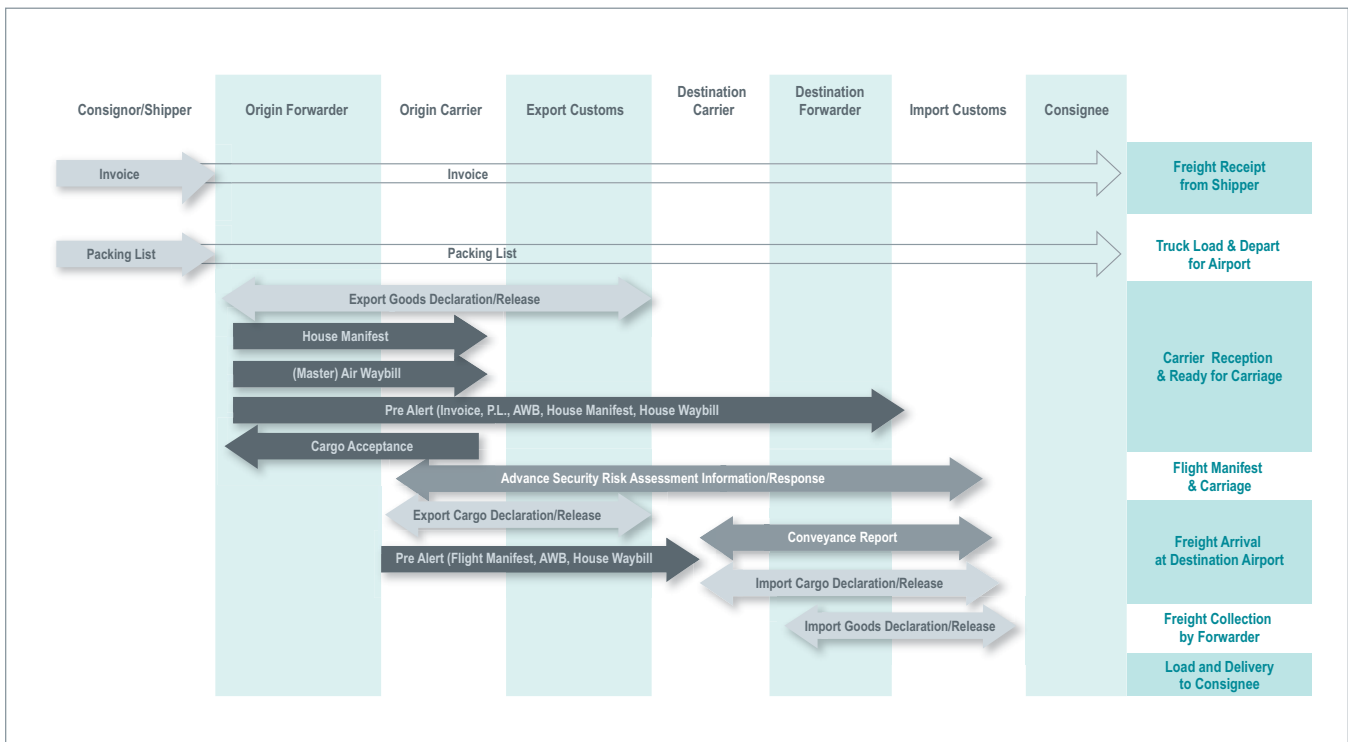 Consignor/Shipper
Origin Forwarder
Origin Carrier
Export Customs
Destination
Carrier
Destination
Forwarder
Import Customs
Consignee
Invoice
Invoice
Freight Receipt
from Shipper
Packing List
Packing List
Truck Load & Depart
for Airport
Export Goods Declaration/Release
House Manifest
(Master) Air Waybill
Carrier Reception
& Ready for Carriage
Pre Alert (Invoice, P.L., AWB, House Manifest, House Waybill
Cargo Acceptance
Advance Security Risk Assessment Information/Response
Flight Manifest
& Carriage
Export Cargo Declaration/Release
Conveyance Report
Freight Arrival
at Destination Airport
Pre Alert (Flight Manifest, AWB, House Waybill
Import Cargo Declaration/Release
Import Goods Declaration/Release
Freight Collection
by Forwarder
Load and Delivery
to Consignee